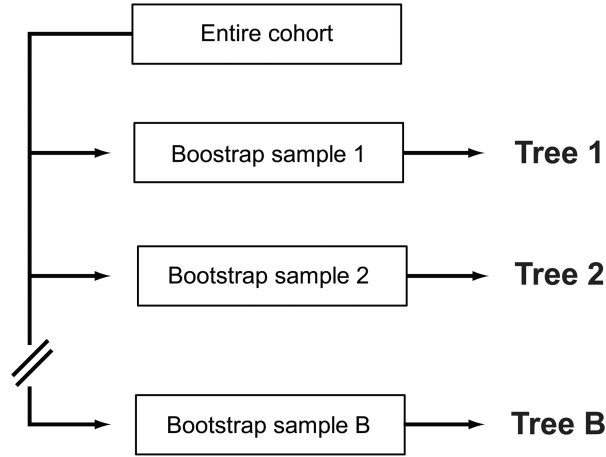 Entire cohort
Boostrap sample 1
Tree 1
Bootstrap sample 2
Tree 2
Bootstrap sample B
Tree B